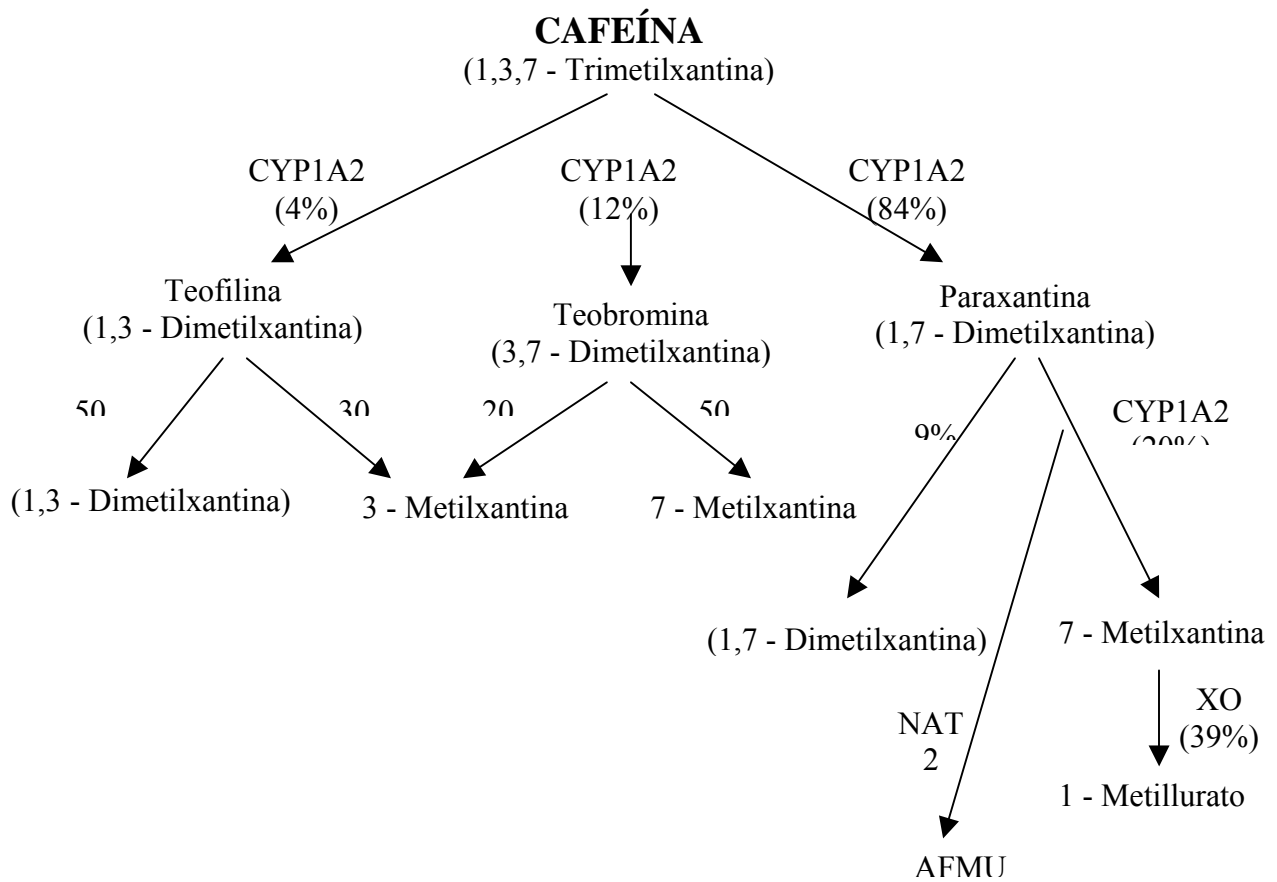 CAFEÍNA
(1,3,7 - Trimetilxantina)
CYP1A2
(4%)
CYP1A2
(12%)
CYP1A2
(84%)
Teofilina
(1,3 - Dimetilxantina)
Teobromina
(3,7 - Dimetilxantina)
Paraxantina
(1,7 - Dimetilxantina)
50
30
20
50
9%
CYP1A2
(20%)
(1,3 - Dimetilxantina)
3 - Metilxantina
7 - Metilxantina
(1,7 - Dimetilxantina)
7 - Metilxantina
NAT
2
XO
(39%)
1 - Metillurato
AFMU